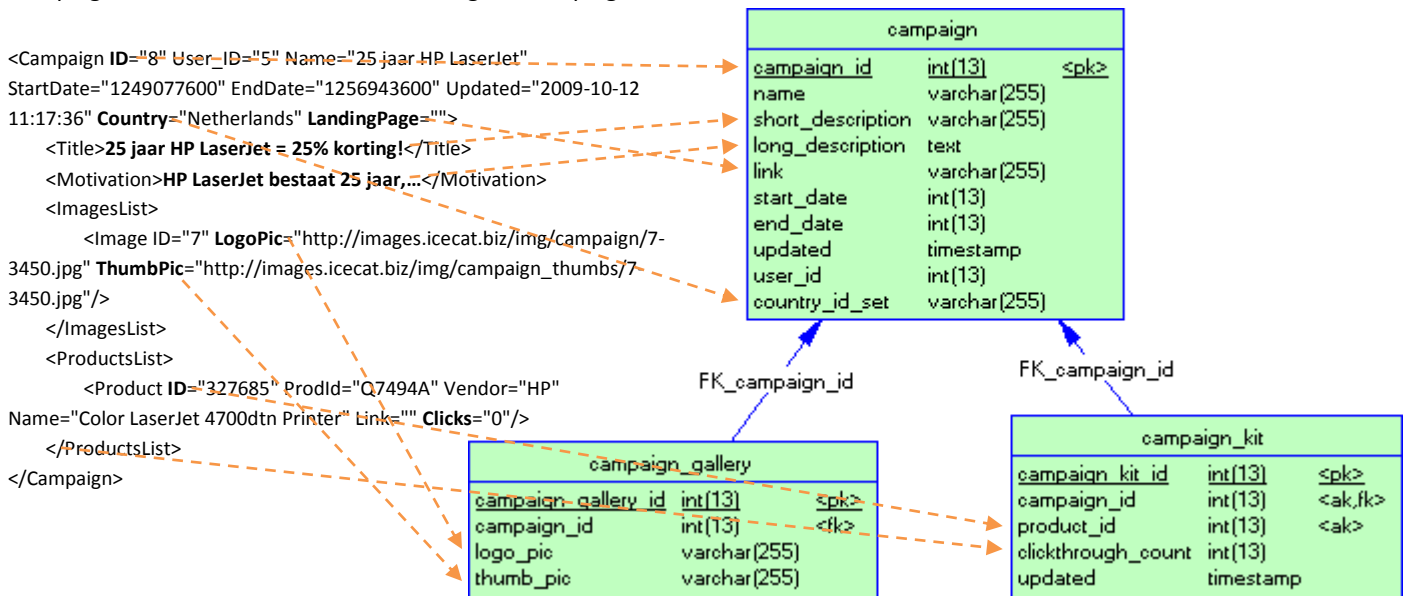 <Campaign ID="8" User_ID="5" Name="25 jaar HP LaserJet"
StartDate="1249077600" EndDate="1256943600" Updated="2009-10-12
11:17:36" Country="Netherlands" LandingPage="">
<Title>25 jaar HP LaserJet = 25% korting!</Title>
<Motivation>HP LaserJet bestaat 25 jaar,…</Motivation>
<ImagesList>
<Image ID="7" LogoPic="http://images.icecat.biz/img/campaign/7-
3450.jpg" ThumbPic="http://images.icecat.biz/img/campaign_thumbs/7
3450.jpg"/>
</ImagesList>
<ProductsList>
<Product ID="327685" ProdId="Q7494A" Vendor="HP"
Name="Color LaserJet 4700dtn Printer" Link="" Clicks="0"/>
</ProductsList>
</Campaign>
campaign
campaign_id int(13) <pk>
name varchar(255)
short_description varchar(255)
long_description text
link varchar(255)
start_date int(13)
end_date int(13)
updated timestamp
user_id int(13)
country_id_set varchar(255)
FK_campaign_id
FK_campaign_id
campaign_gallery
campaign_gallery_id int(13) <pk>
campaign_id int(13) <fk>
logo_pic varchar(255)
thumb_pic varchar(255)
campaign_kit
campaign_kit_id int(13) <pk>
campaign_id int(13) <ak,fk>
product_id int(13) <ak>
clickthrough_count int(13)
updated timestamp